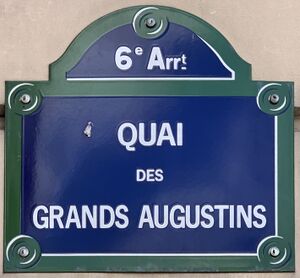 6e Arrt
QUAI
DES
GRANDS AUGUSTINS